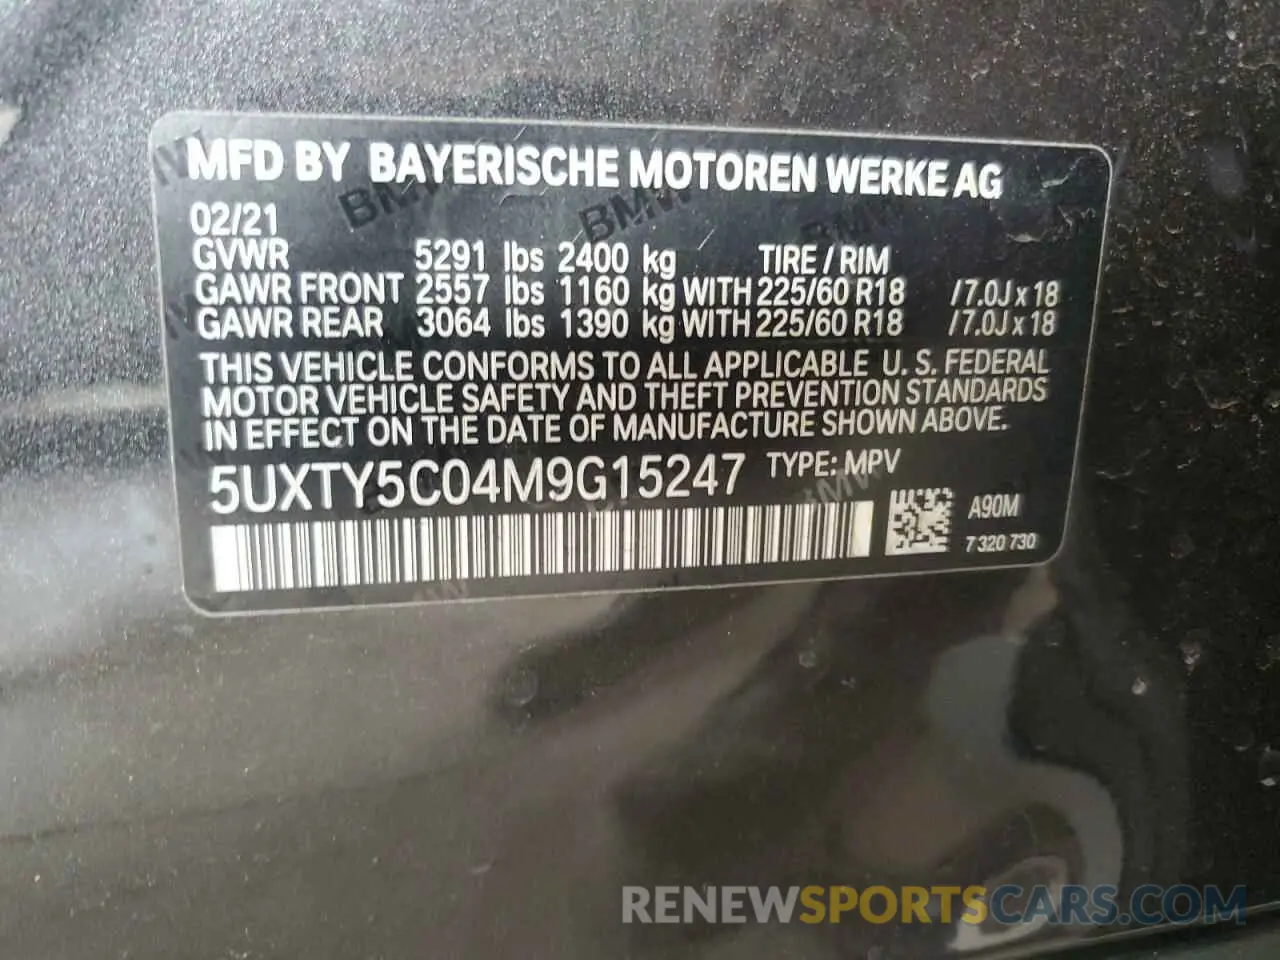 MFD BY BAYERISCHE MOTOREN WERKE AG
02/21
GVWR 5291 lbs 2400 kg TIRE / RIM
GAWR FRONT 2557 lbs 1160 kg WITH 225/60 R18 / 7.0J x 18
GAWR REAR 3064 lbs 1390 kg WITH 225/60 R18 / 7.0J x 18
THIS VEHICLE CONFORMS TO ALL APPLICABLE U. S. FEDERAL
MOTOR VEHICLE SAFETY AND THEFT PREVENTION STANDARDS
IN EFFECT ON THE DATE OF MANUFACTURE SHOWN ABOVE.
5UXTY5C04M9G15247 TYPE: MPV
A90M
7 320 730
RENEWSPORTSCARS.COM